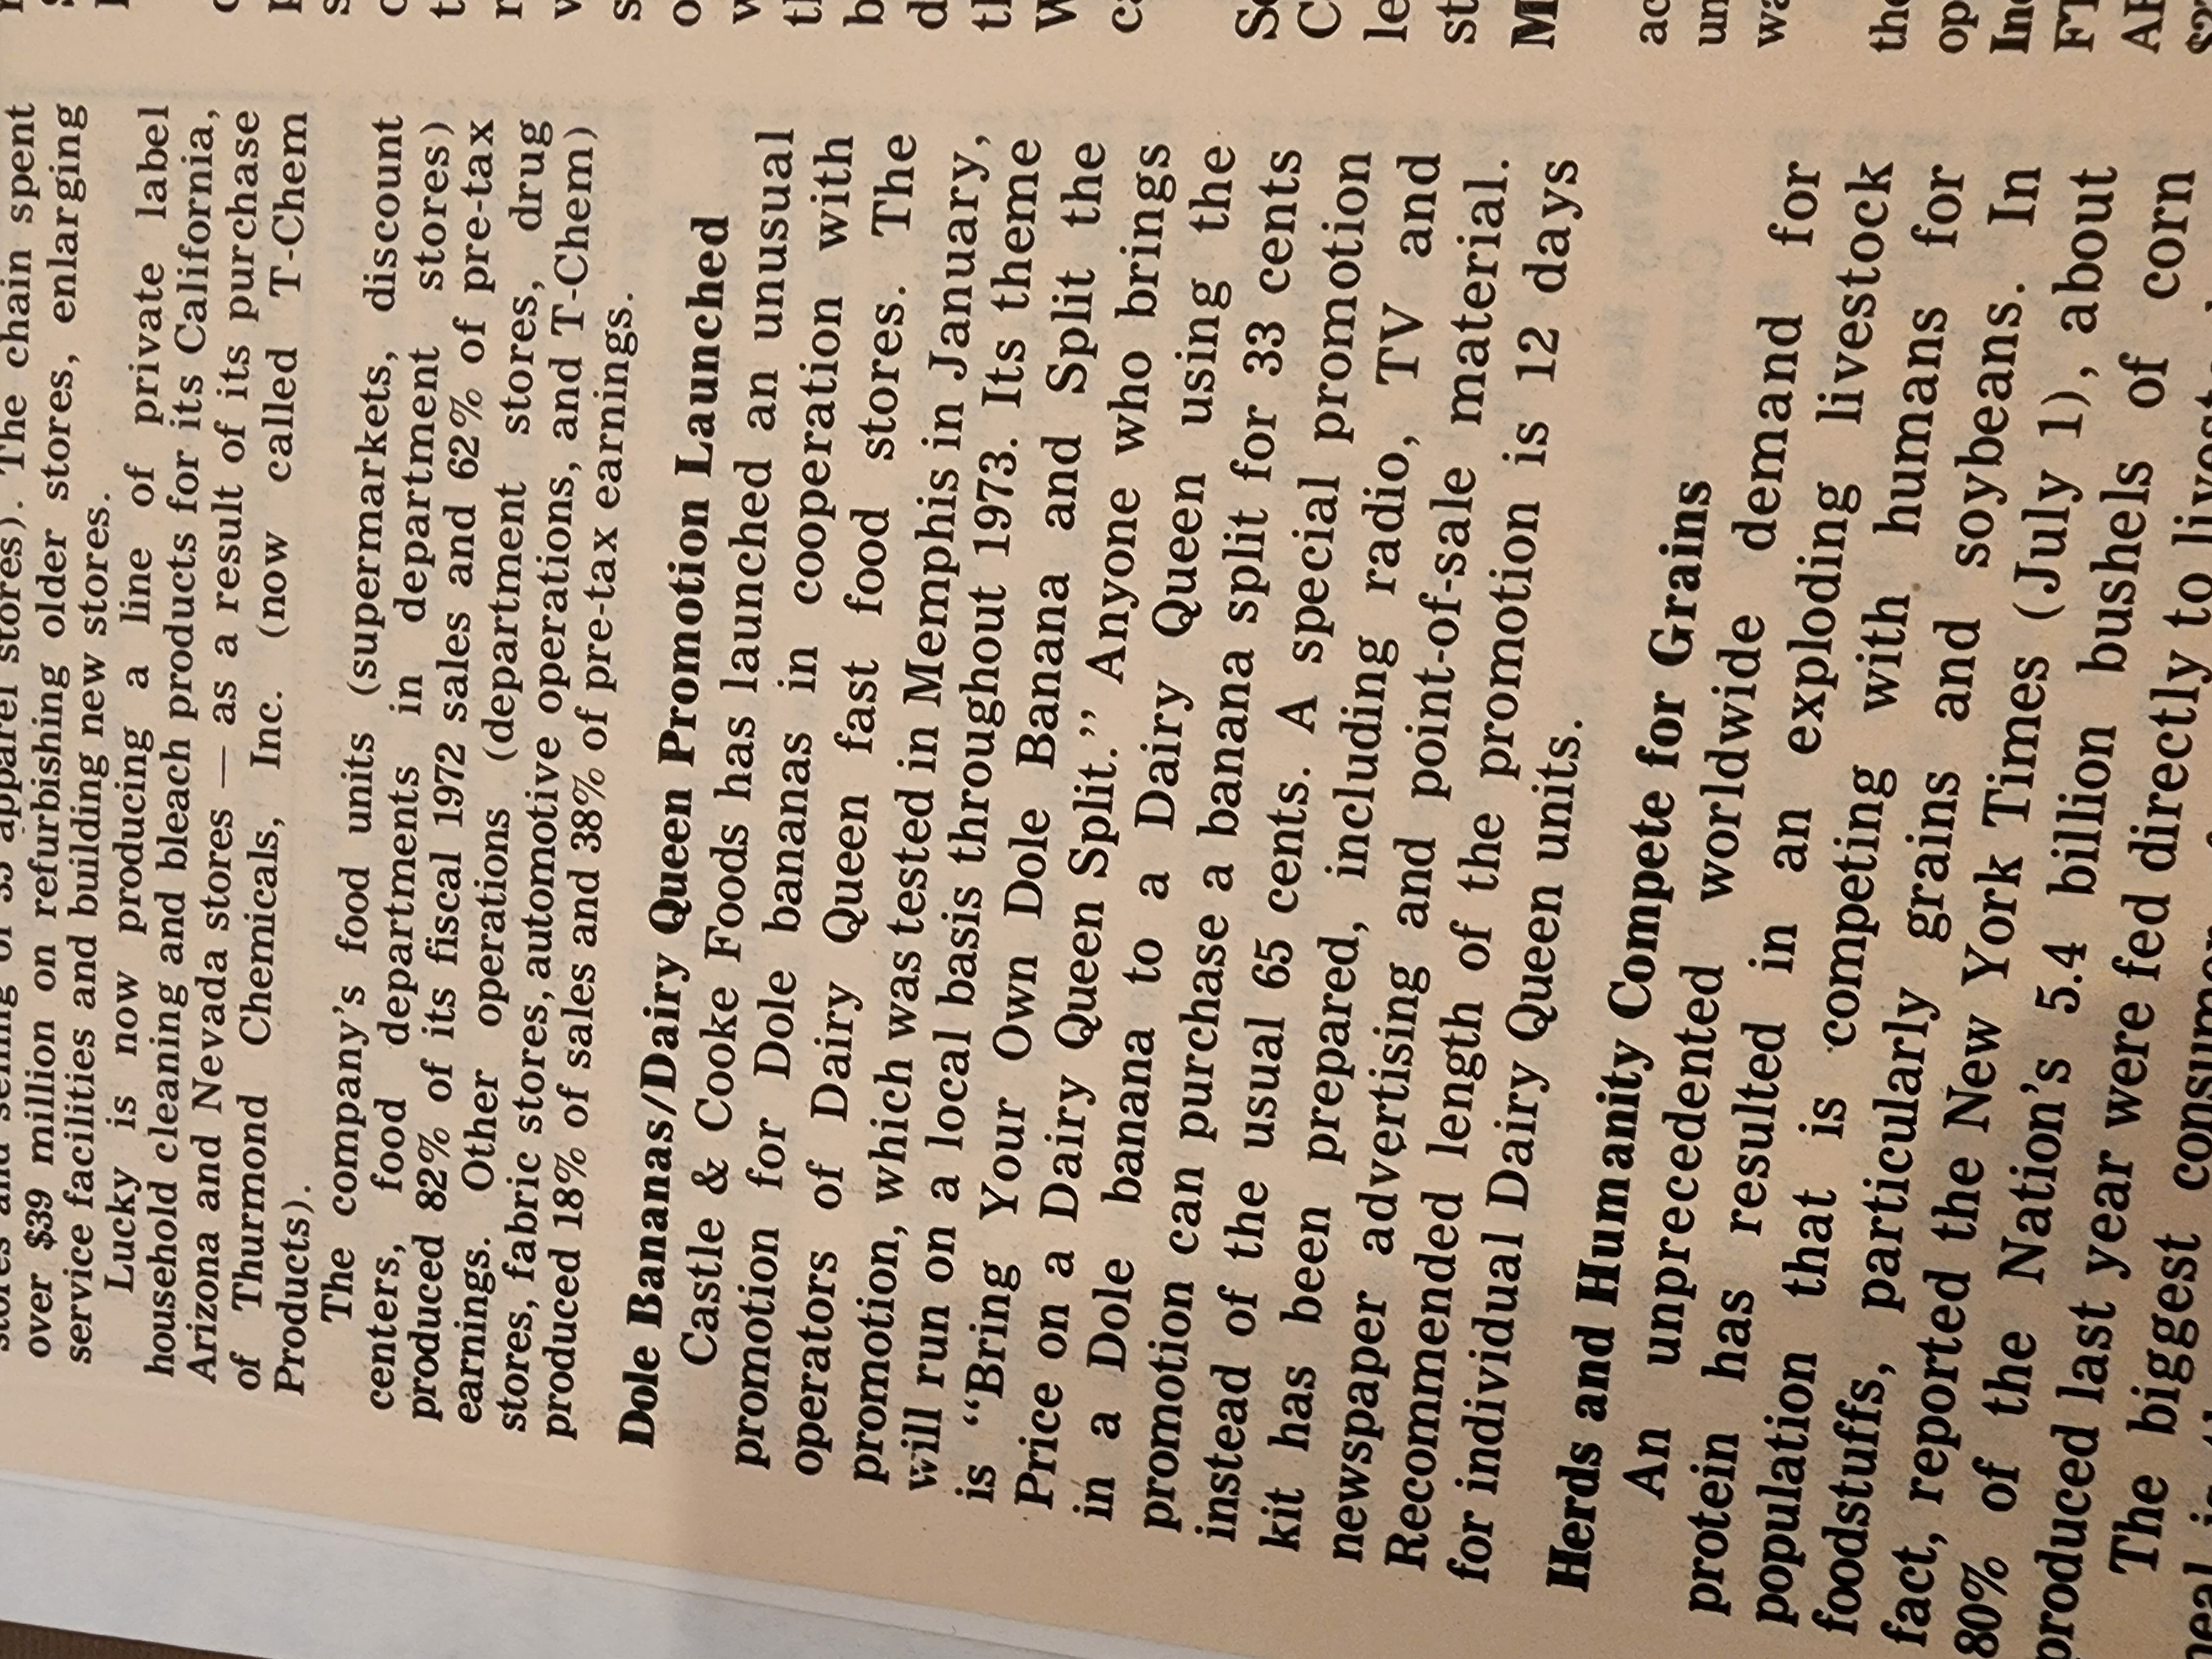 stores). The chain spent
over $39 million on refurbishing older stores, enlarging
service facilities and building new stores.
Lucky is now producing a line of private label
household cleaning and bleach products for its California,
Arizona and Nevada stores — as a result of its purchase
of Thurmond Chemicals, Inc. (now called T-Chem
Products).
The company's food units (supermarkets, discount
centers, food departments in department stores)
produced 82% of its fiscal 1972 sales and 62% of pre-tax
earnings. Other operations (department stores, drug
stores, fabric stores, automotive operations, and T-Chem)
produced 18% of sales and 38% of pre-tax earnings.
Dole Bananas/Dairy Queen Promotion Launched
Castle & Cooke Foods has launched an unusual
promotion for Dole bananas in cooperation with
operators of Dairy Queen fast food stores. The
promotion, which was tested in Memphis in January,
will run on a local basis throughout 1973. Its theme
is "Bring Your Own Dole Banana and Split the
Price on a Dairy Queen Split." Anyone who brings
in a Dole banana to a Dairy Queen using the
promotion can purchase a banana split for 33 cents
instead of the usual 65 cents. A special promotion
kit has been prepared, including radio, TV and
newspaper advertising and point-of-sale material.
Recommended length of the promotion is 12 days
for individual Dairy Queen units.
Herds and Humanity Compete for Grains
An unprecedented worldwide demand for
protein has resulted in an exploding livestock
population that is competing with humans for
foodstuffs, particularly grains and soybeans. In
fact, reported the New York Times (July 1), about
80% of the Nation's 5.4 billion bushels of corn
produced last year were fed directly to
The biggest